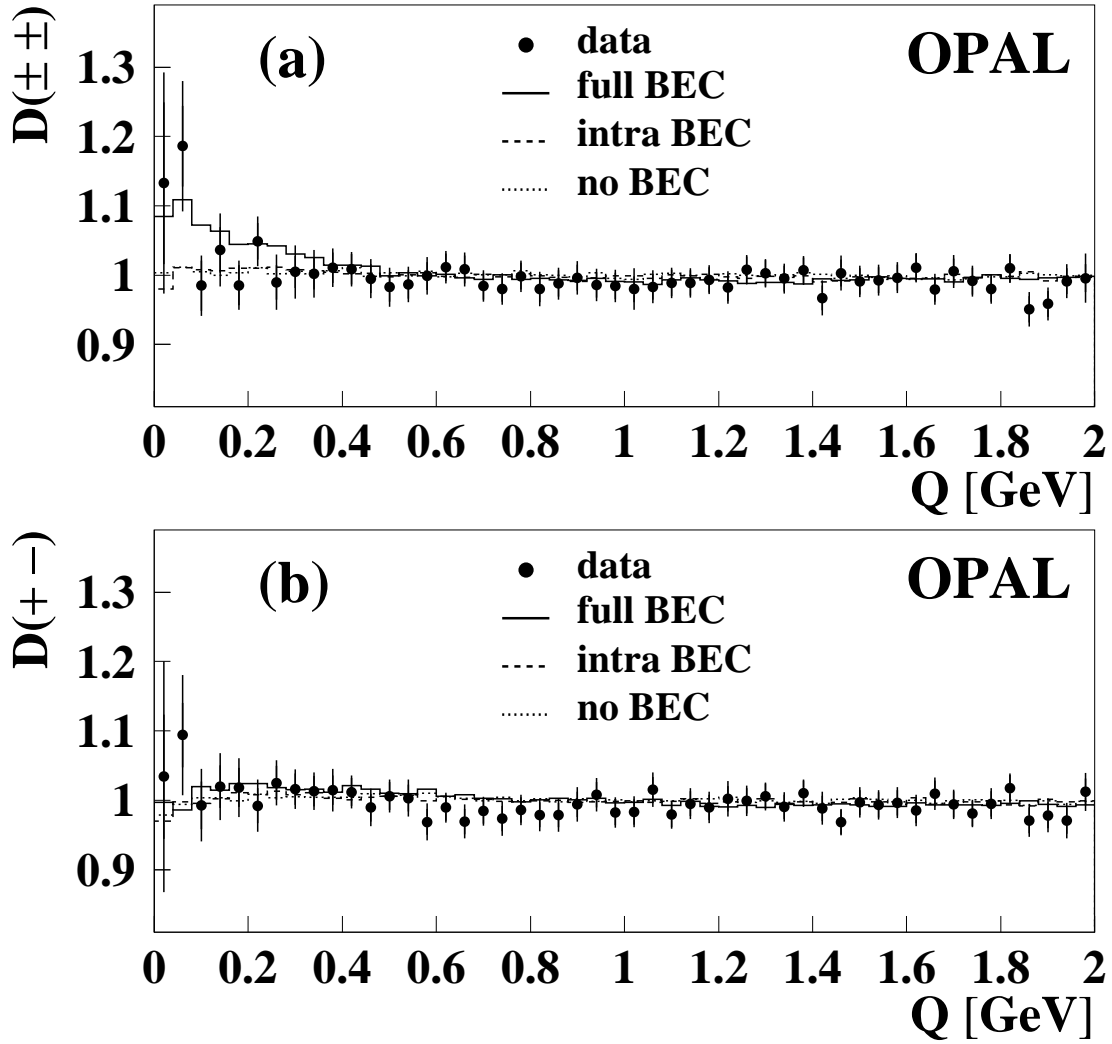 D(± ±)
(a)
data
full BEC
intra BEC
no BEC
OPAL
1.3
1.2
1.1
1
0.9
0 0.2 0.4 0.6 0.8 1 1.2 1.4 1.6 1.8 2
Q [GeV]
D(+ −)
(b)
data
full BEC
intra BEC
no BEC
OPAL
1.3
1.2
1.1
1
0.9
0 0.2 0.4 0.6 0.8 1 1.2 1.4 1.6 1.8 2
Q [GeV]